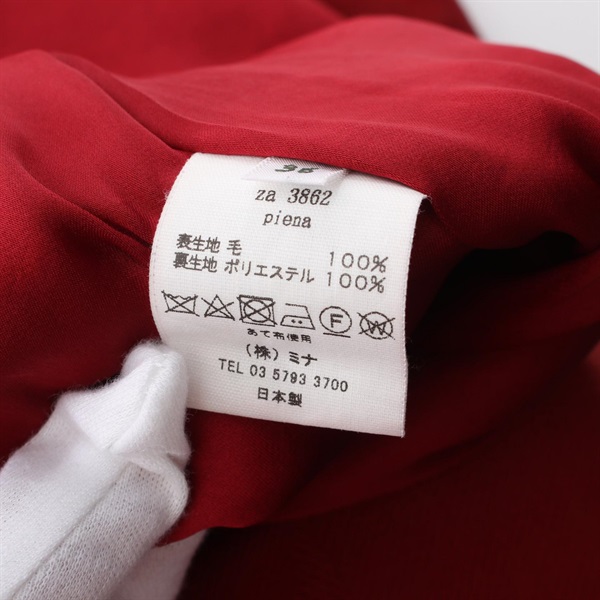 36
za 3862
piena
表生地 毛 100%
裏生地 ポリエステル 100%
F W
あて布使用
(株) ミナ
TEL 03 5793 3700
日本製